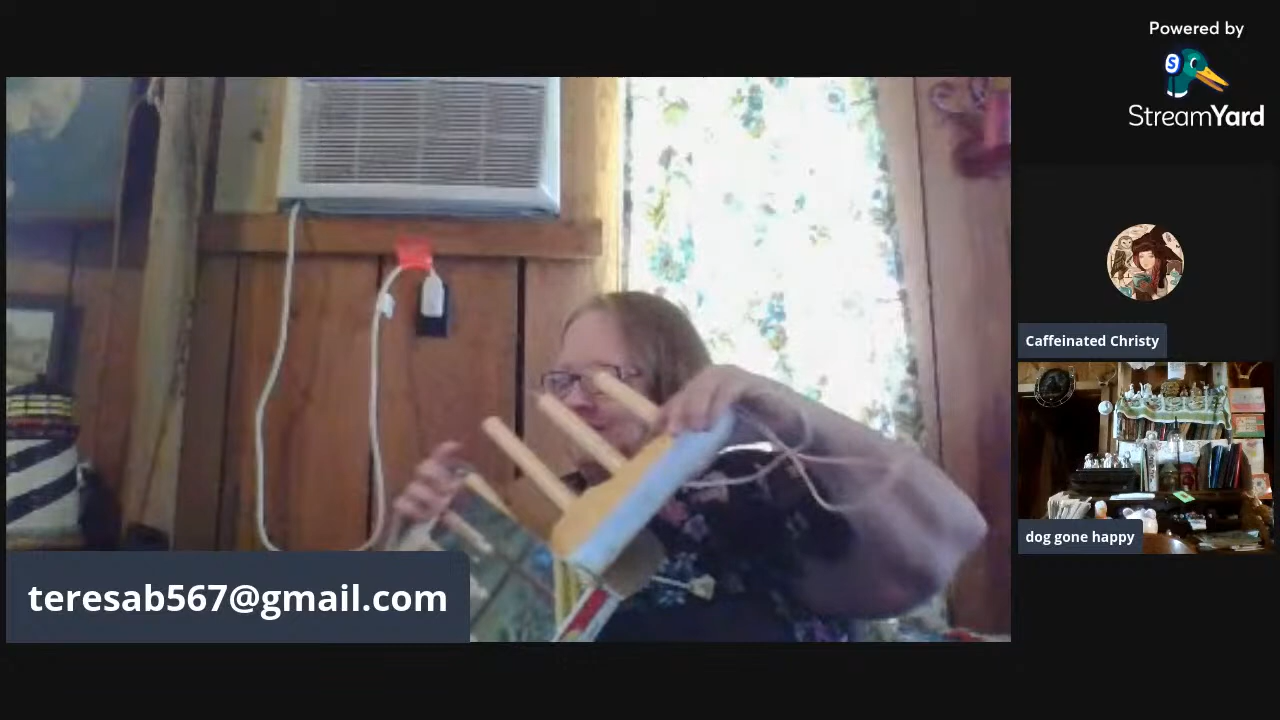 Powered by
StreamYard
Caffeinated Christy
dog gone happy
teresab567@gmail.com